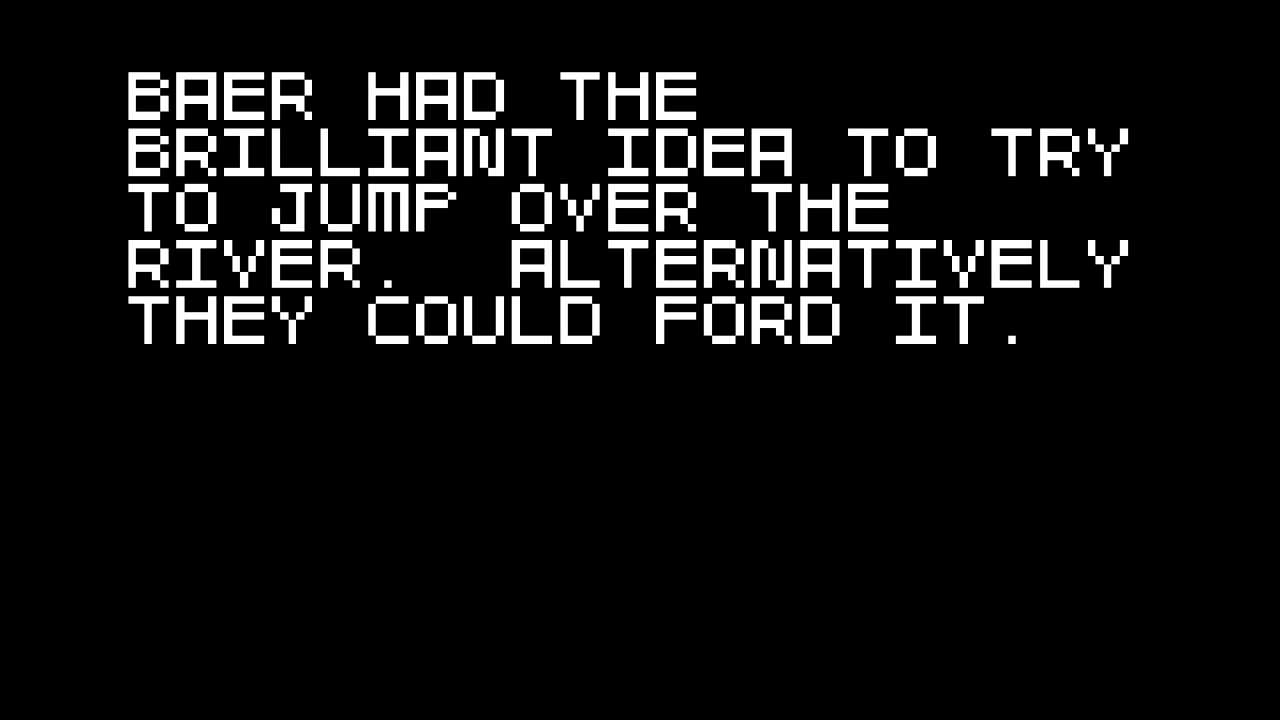 BAER HAD THE
BRILLIANT IDEA TO TRY
TO JUMP OVER THE
RIVER.  ALTERNATIVELY
THEY COULD FORD IT.